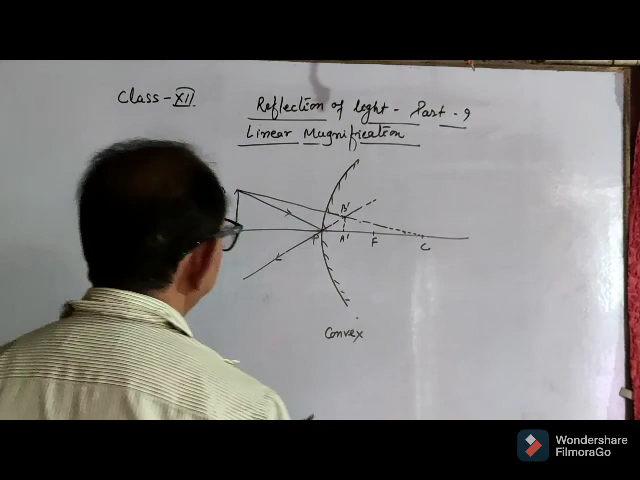 Class - XII
Reflection of light - Part - 9
Linear Magnification
B'
P A' F C
Convex
Wondershare
FilmoraGo